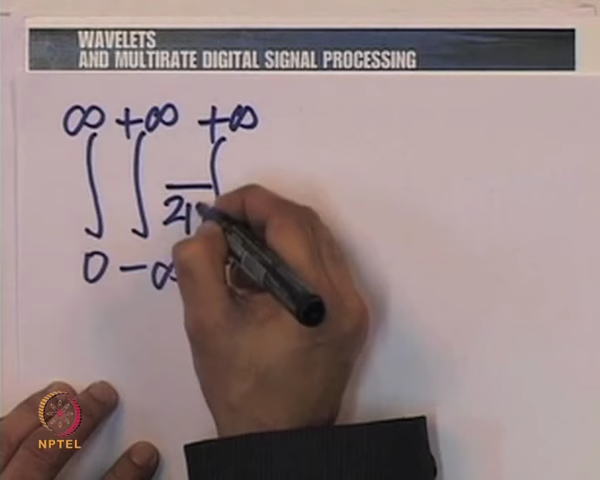 WAVELETS
AND MULTIRATE DIGITAL SIGNAL PROCESSING
∞ +∞ +∞
∫ ∫ ∫
2
0 -∞
NPTEL